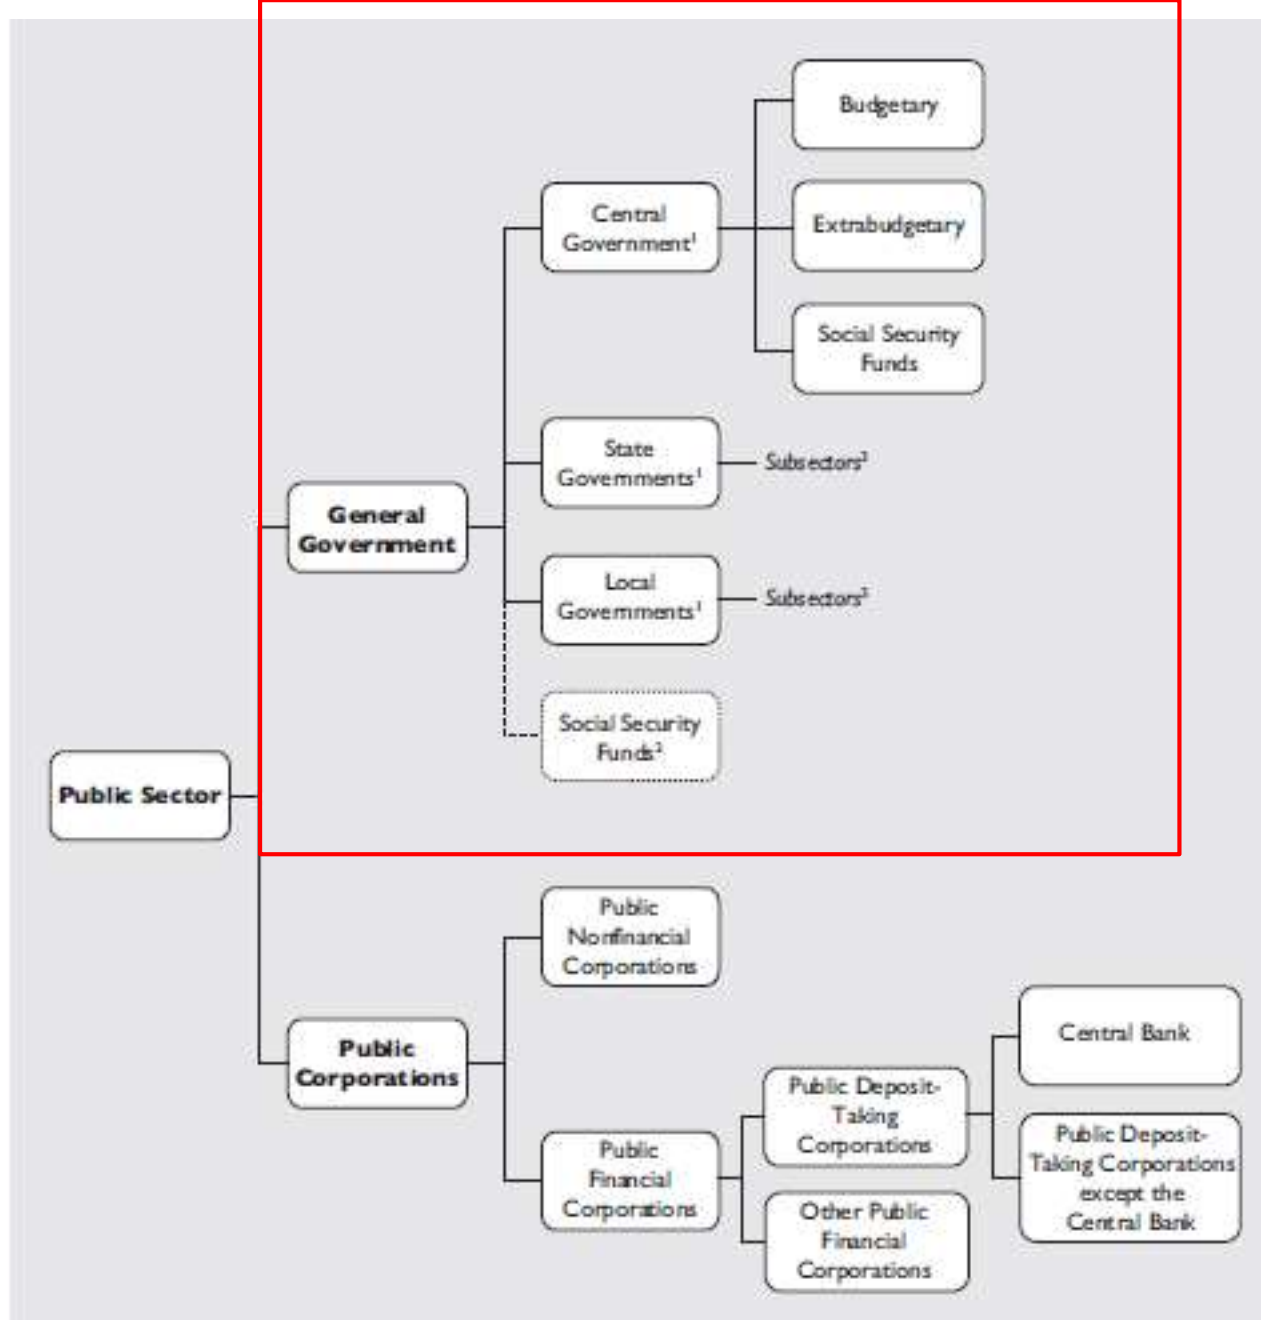 Budgetary
Central
Government¹
Extrabudgetary
Social Security
Funds
State
Governments¹
Subsectors²
General
Government
Local
Governments¹
Subsectors²
Social Security
Funds²
Public Sector
Public
Nonfinancial
Corporations
Public
Corporations
Central Bank
Public Deposit-
Taking
Corporations
Public
Financial
Corporations
Public Deposit-
Taking Corporations
except the
Central Bank
Other Public
Financial
Corporations